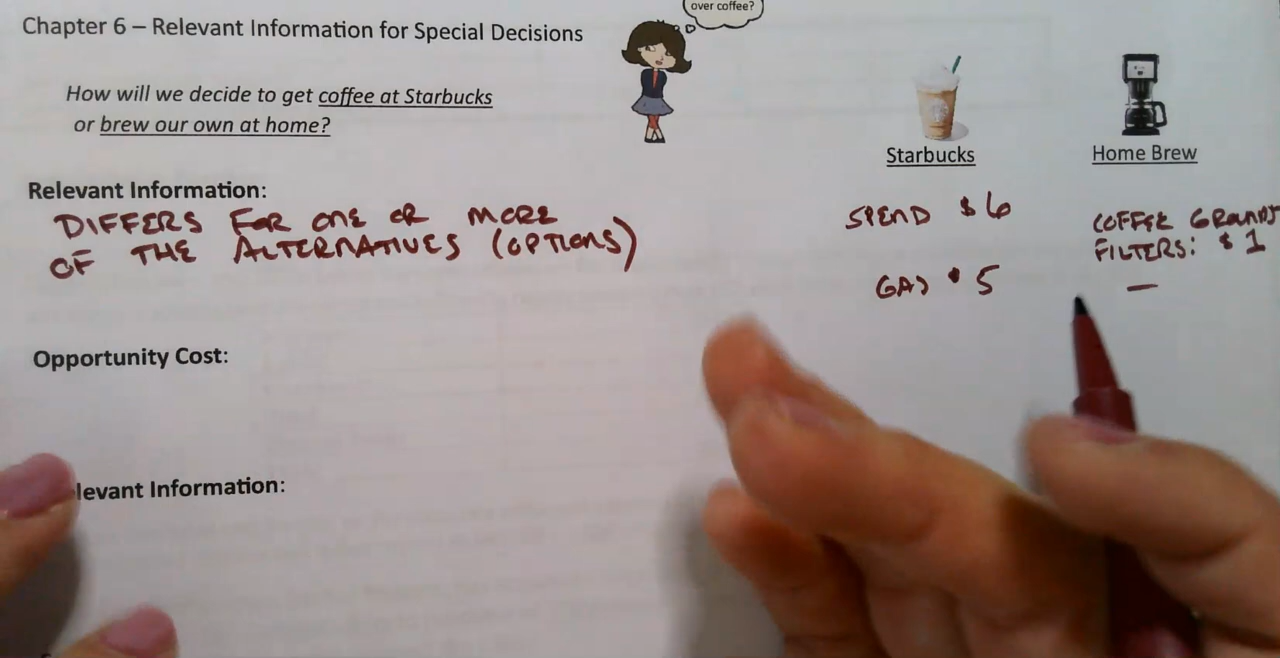 over coffee?
Chapter 6 – Relevant Information for Special Decisions
How will we decide to get coffee at Starbucks
or brew our own at home?
Starbucks
Home Brew
Relevant Information:
DIFFERS FOR ONE OR MORE
OF THE ALTERNATIVES (OPTIONS)
SPEND $6
COFFEE GROUNDS
FILTERS: $1
GAS $5
—
Opportunity Cost:
levant Information: